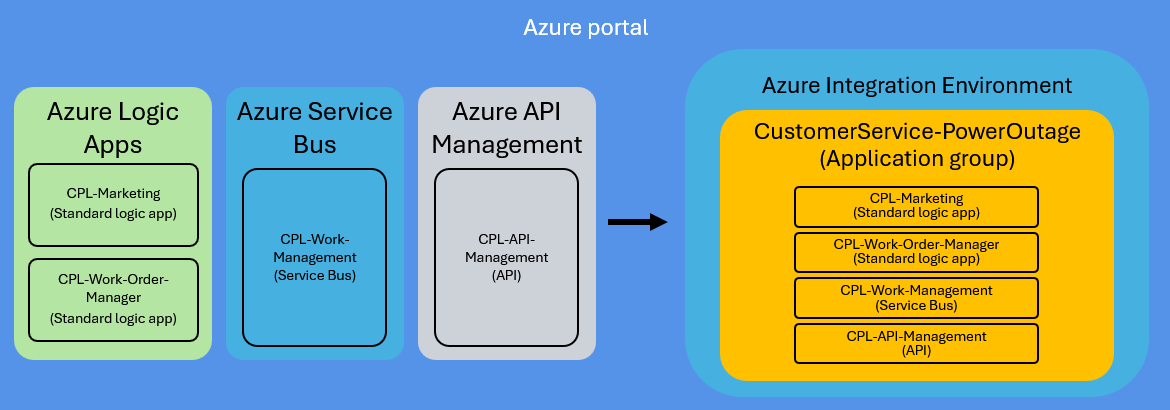 Azure portal
Azure Logic
Apps
CPL-Marketing
(Standard logic app)
CPL-Work-Order-
Manager
(Standard logic app)
Azure Service
Bus
CPL-Work-
Management
(Service Bus)
Azure API
Management
CPL-API-
Management
(API)
Azure Integration Environment
CustomerService-PowerOutage
(Application group)
CPL-Marketing
(Standard logic app)
CPL-Work-Order-Manager
(Standard logic app)
CPL-Work-Management
(Service Bus)
CPL-API-Management
(API)